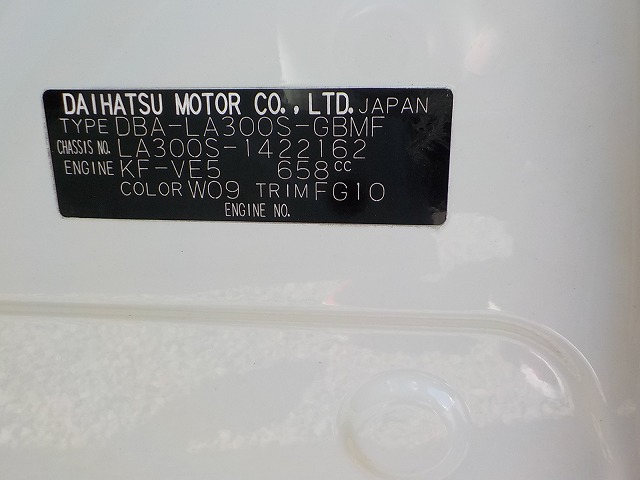 DAIHATSU MOTOR CO., LTD. JAPAN
TYPE DBA-LA300S-GBMF
CHASSIS NO. LA300S-1422162
ENGINE KF-VE5 658cc
COLOR W09 TRIM FG10
ENGINE NO.